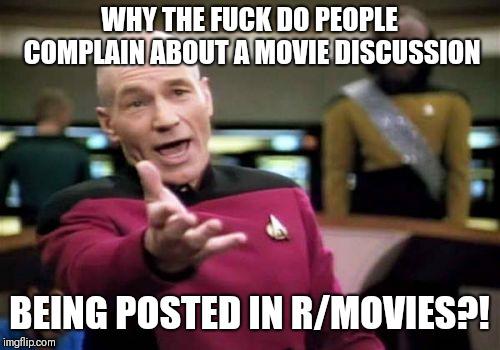 WHY THE FUCK DO PEOPLE
COMPLAIN ABOUT A MOVIE DISCUSSION
BEING POSTED IN R/MOVIES?!
imgflip.com